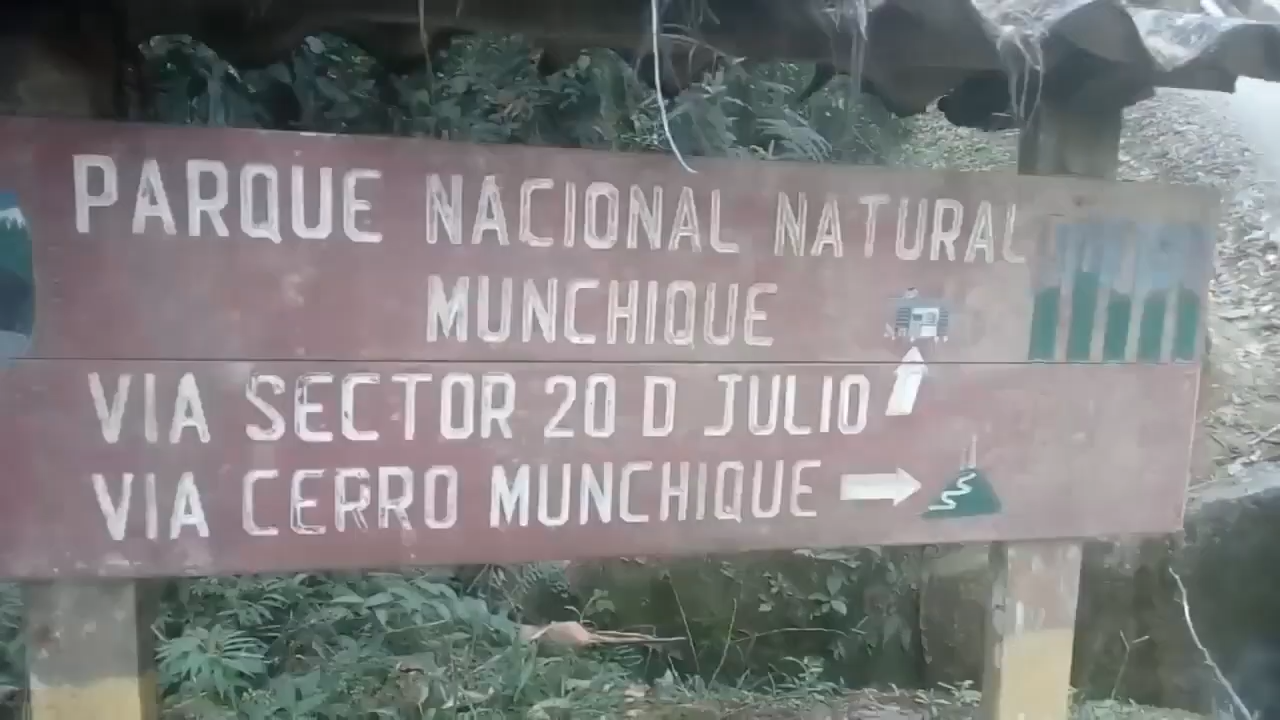 PARQUE NACIONAL NATURAL
MUNCHIQUE
VIA SECTOR 20 D JULIO
VIA CERRO MUNCHIQUE